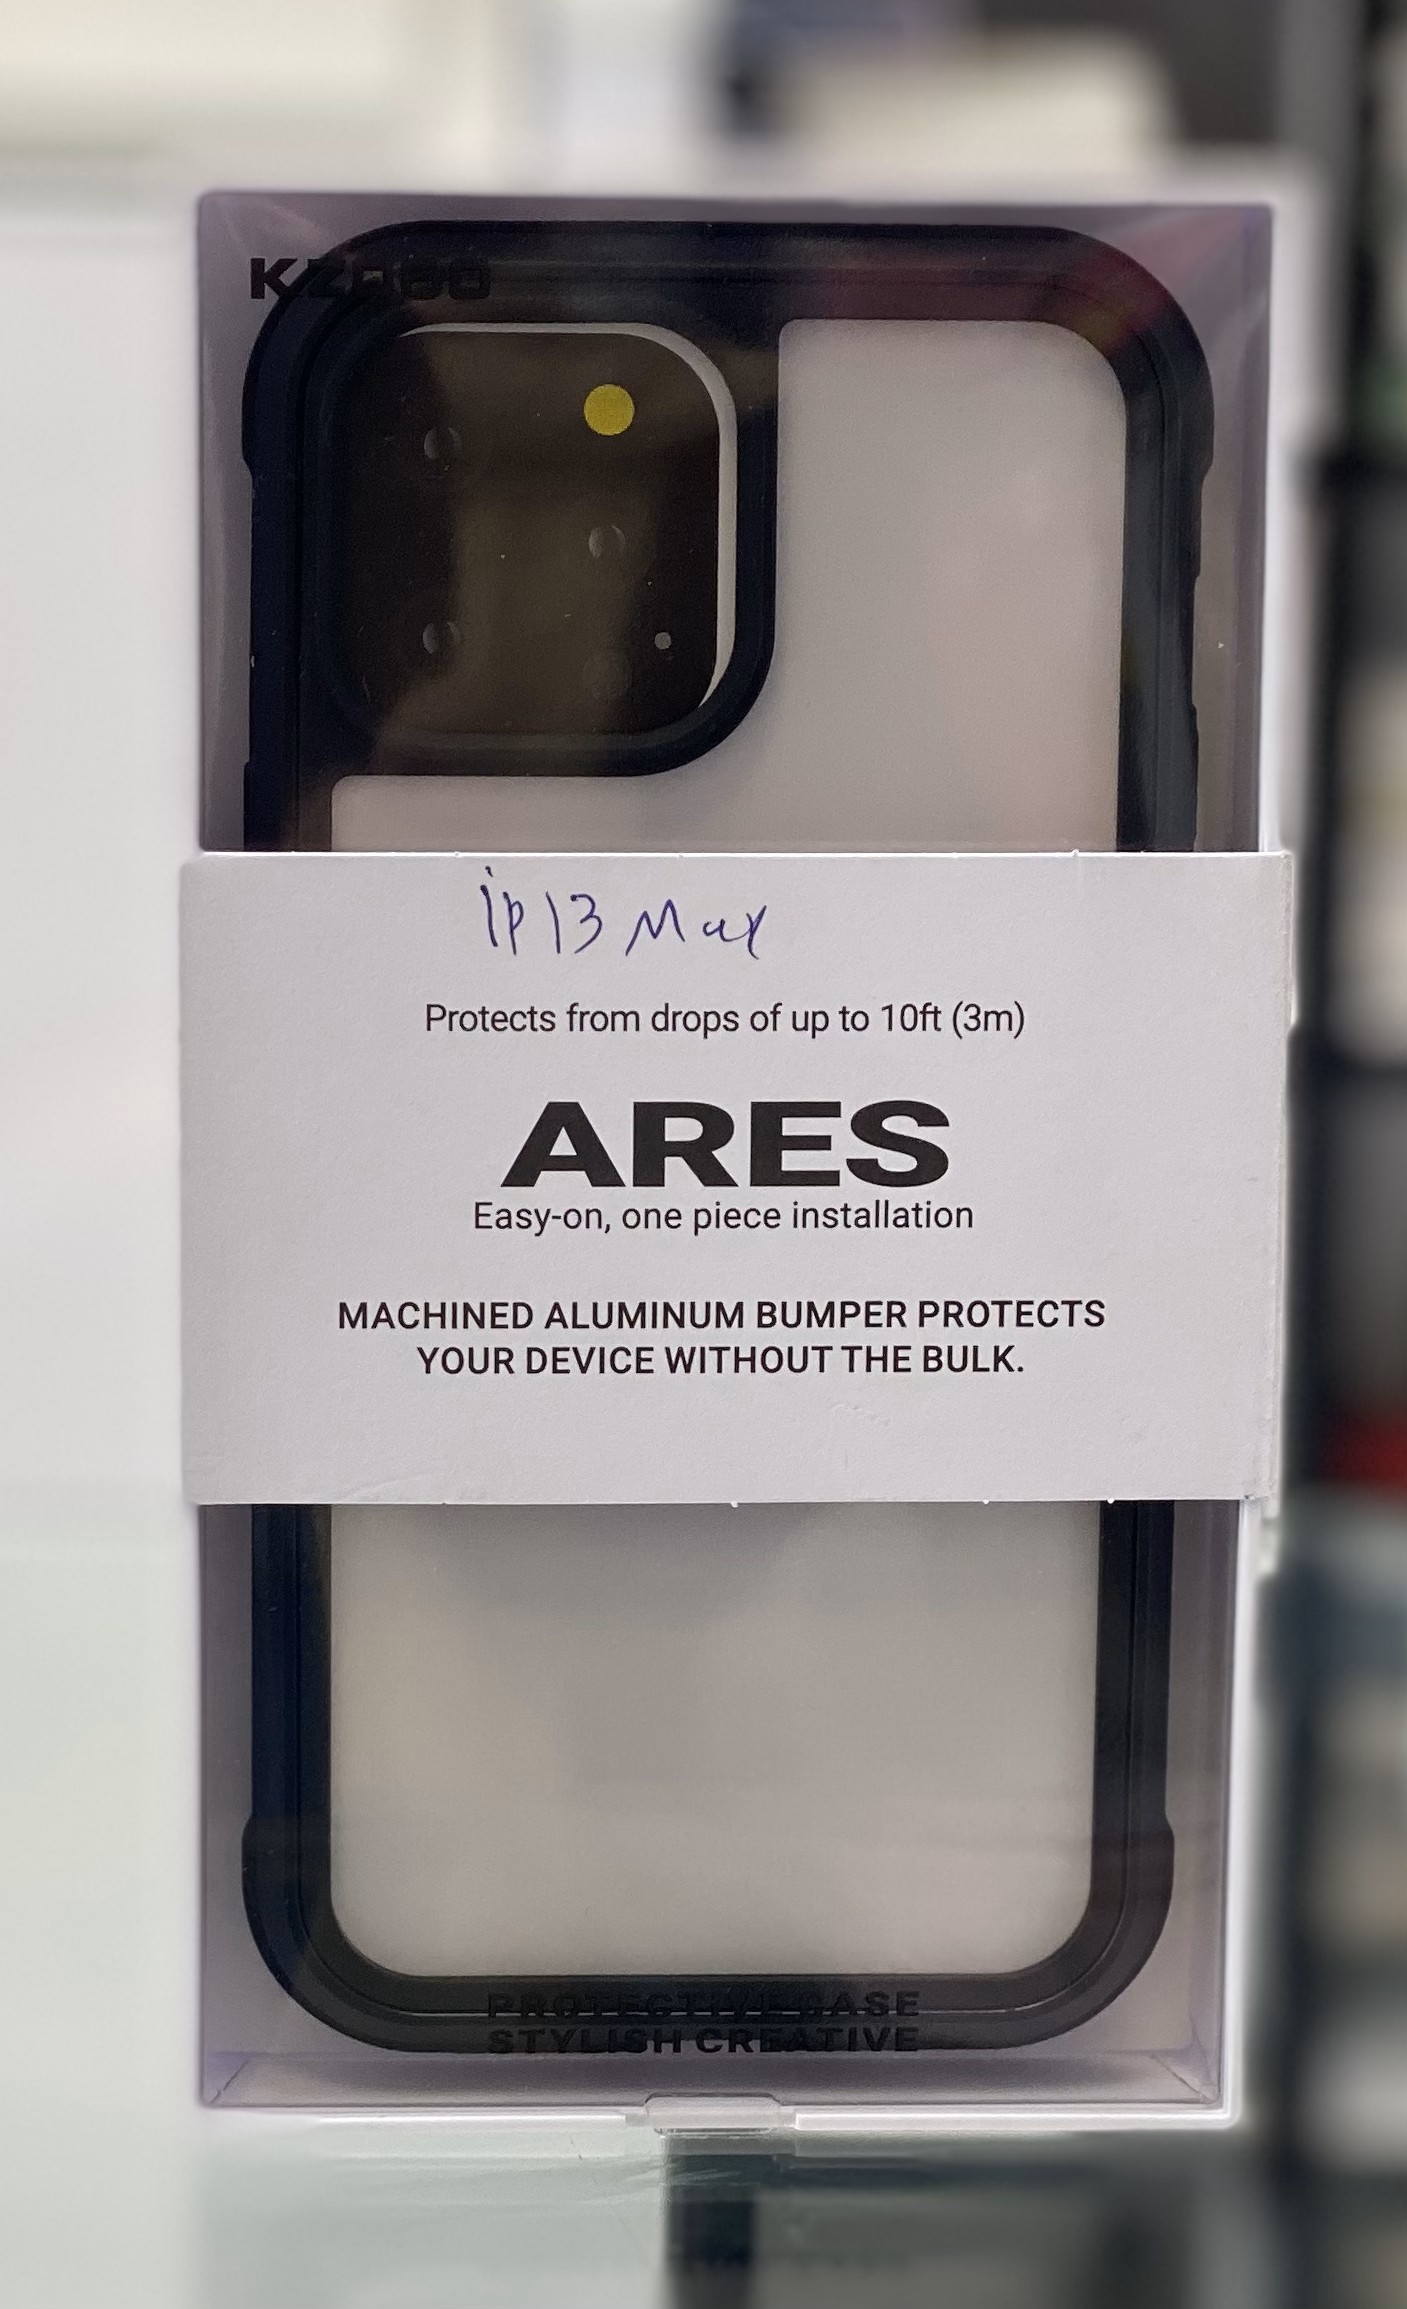 KZDOO
ip 13 Max
Protects from drops of up to 10ft (3m)
ARES
Easy-on, one piece installation
MACHINED ALUMINUM BUMPER PROTECTS
YOUR DEVICE WITHOUT THE BULK.
PROTECTIVE CASE
STYLISH CREATIVE